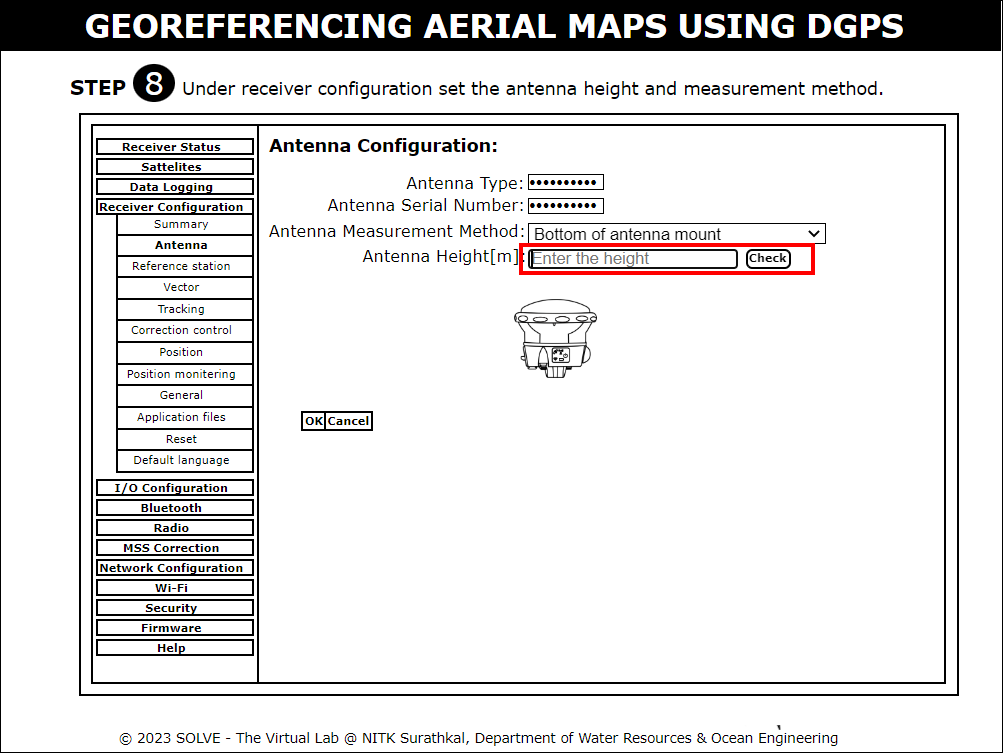 GEOREFERENCING AERIAL MAPS USING DGPS
STEP 8 Under receiver configuration set the antenna height and measurement method.
Receiver Status
Sattelites
Data Logging
Receiver Configuration
Summary
Antenna
Reference station
Vector
Tracking
Correction control
Position
Position monitering
General
Application files
Reset
Default language
I/O Configuration
Bluetooth
Radio
MSS Correction
Network Configuration
Wi-Fi
Security
Firmware
Help
Antenna Configuration:
Antenna Type: ••••••••••
Antenna Serial Number: ••••••••••
Antenna Measurement Method: Bottom of antenna mount
Antenna Height[m]: Enter the height Check
OK Cancel
© 2023 SOLVE - The Virtual Lab @ NITK Surathkal, Department of Water Resources & Ocean Engineering